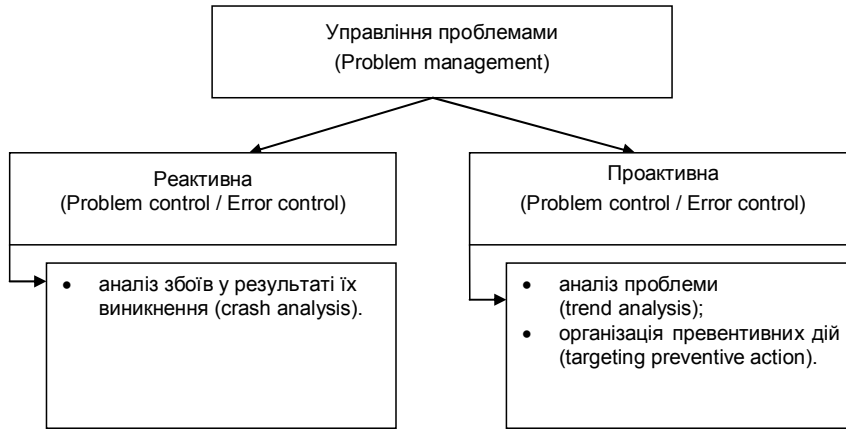 Управління проблемами
(Problem management)
Реактивна
(Problem control / Error control)
• аналіз збоїв у результаті їх
виникнення (crash analysis).
Проактивна
(Problem control / Error control)
• аналіз проблеми
(trend analysis);
• організація превентивних дій
(targeting preventive action).